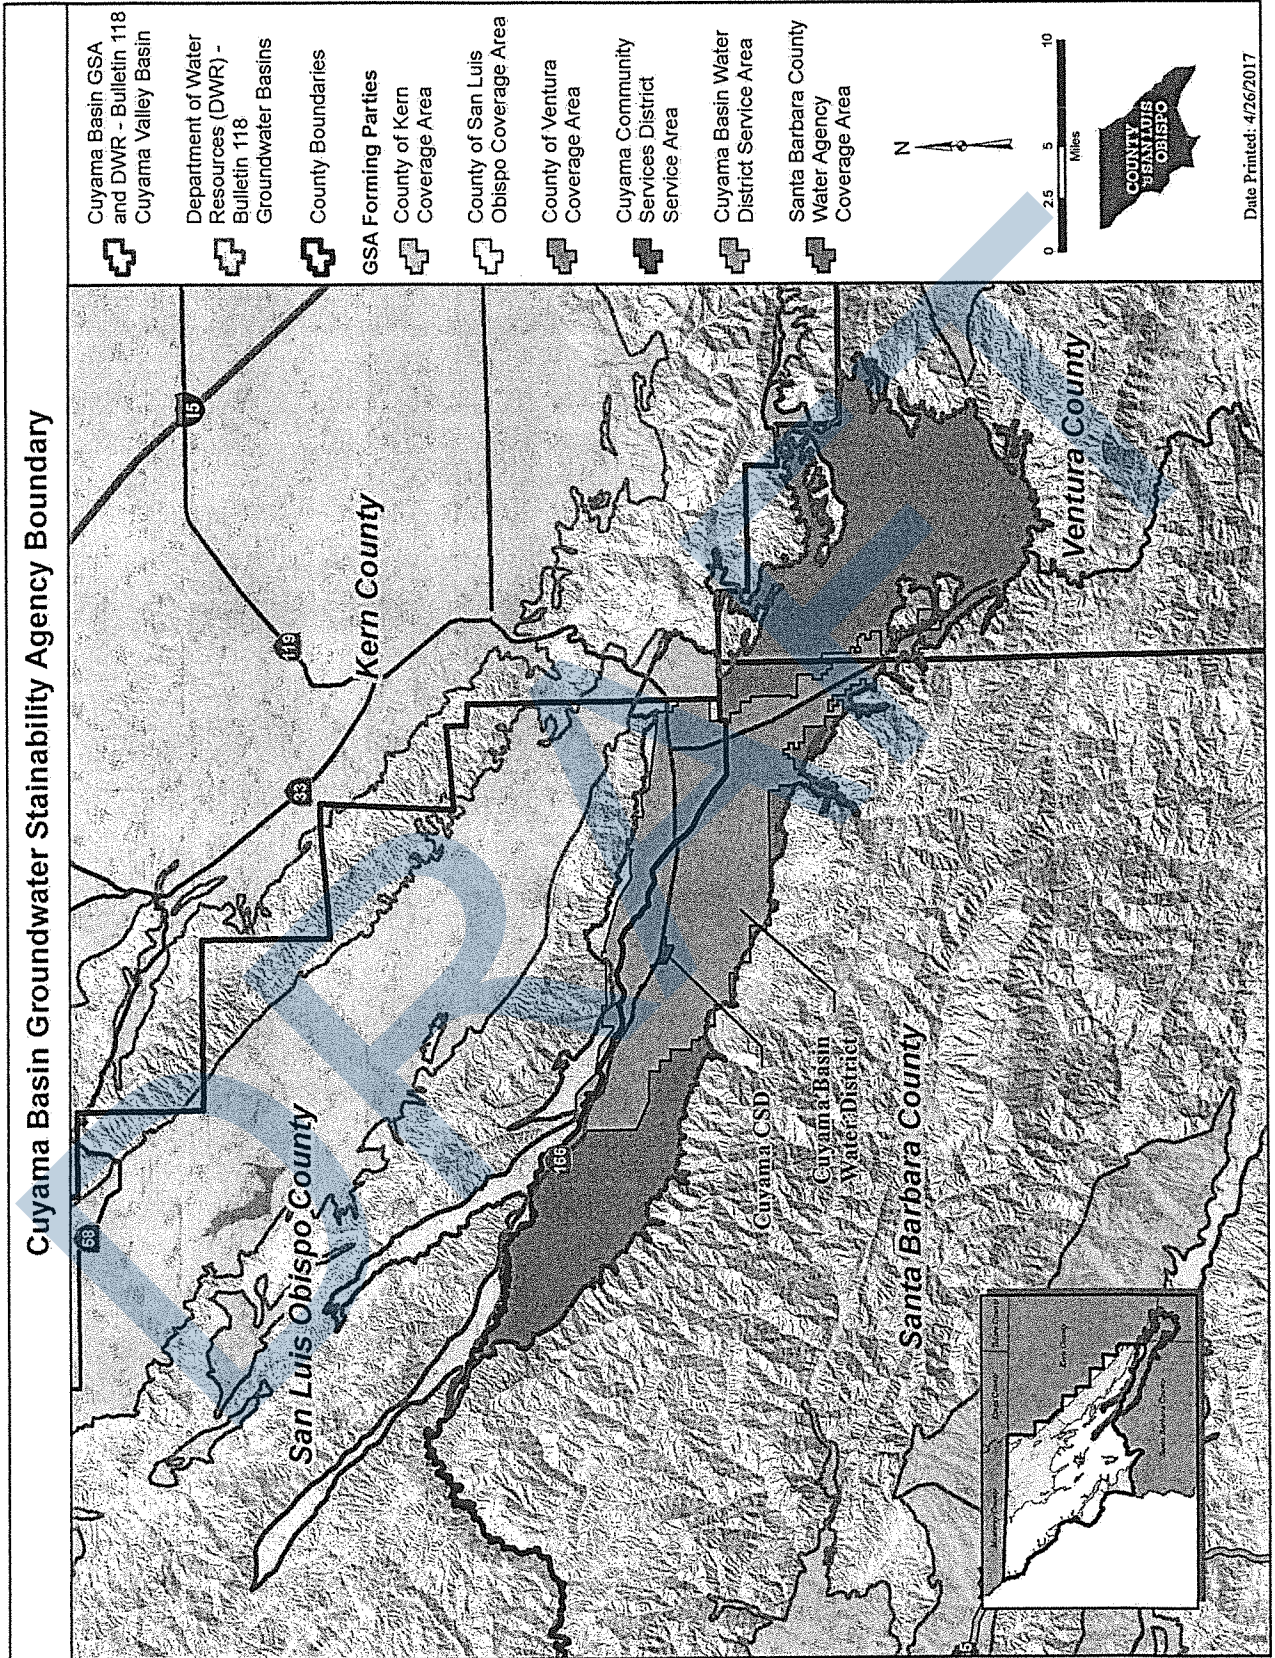 Cuyama Basin Groundwater Stainability Agency Boundary
Kern County
San Luis Obispo County
Santa Barbara County
Ventura County
Cuyama CSD
Cuyama Basin
Water District
58
33
119
166
DRAFT
Cuyama Basin GSA
and DWR - Bulletin 118
Cuyama Valley Basin
Department of Water
Resources (DWR) -
Bulletin 118
Groundwater Basins
County Boundaries
GSA Forming Parties
County of Kern
Coverage Area
County of San Luis
Obispo Coverage Area
County of Ventura
Coverage Area
Cuyama Community
Services District
Service Area
Cuyama Basin Water
District Service Area
Santa Barbara County
Water Agency
Coverage Area
N
0 2.5 5 10
Miles
COUNTY
OF SAN LUIS
OBISPO
Date Printed: 4/26/2017